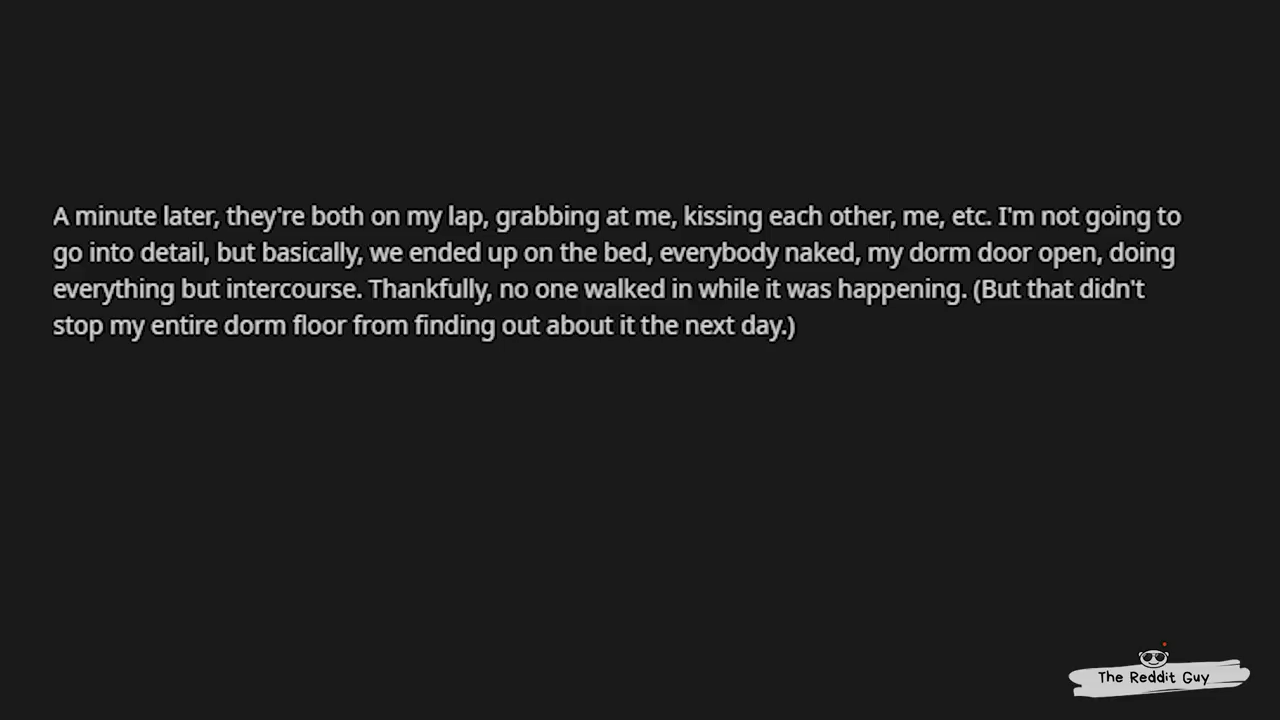 A minute later, they're both on my lap, grabbing at me, kissing each other, me, etc. I'm not going to
go into detail, but basically, we ended up on the bed, everybody naked, my dorm door open, doing
everything but intercourse. Thankfully, no one walked in while it was happening. (But that didn't
stop my entire dorm floor from finding out about it the next day.)
The Reddit Guy